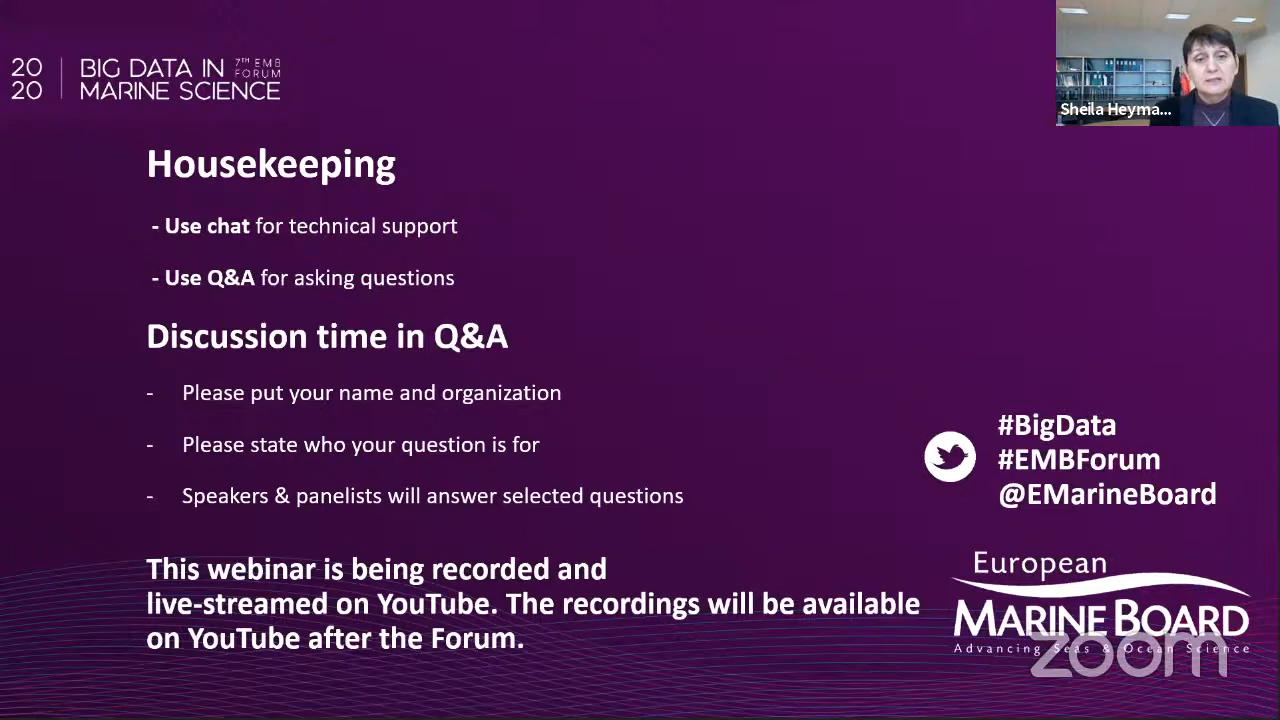 20 BIG DATA IN 7TH EMB
20 MARINE SCIENCE FORUM
Sheila Heyma...
Housekeeping
- Use chat for technical support
- Use Q&A for asking questions
Discussion time in Q&A
- Please put your name and organization
- Please state who your question is for
- Speakers & panelists will answer selected questions
#BigData
#EMBForum
@EMarineBoard
This webinar is being recorded and
live-streamed on YouTube. The recordings will be available
on YouTube after the Forum.
European
MARINE BOARD
Advancing Seas & Ocean Science
zoom